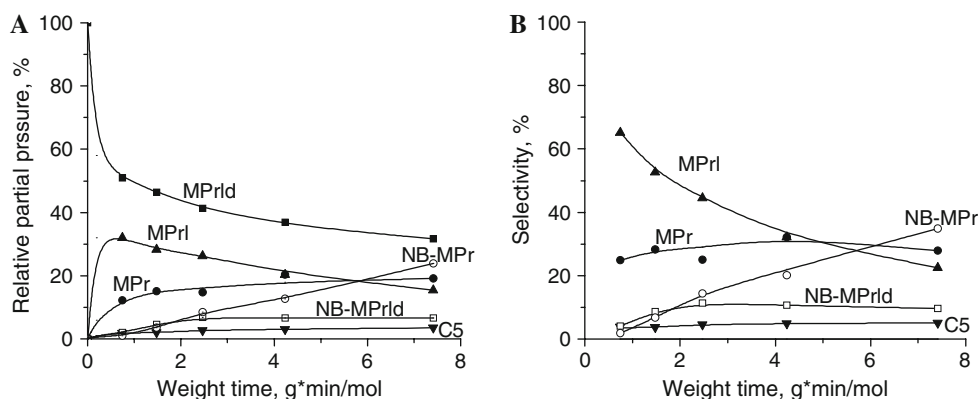 A
Relative partial prssure, %
100
80
60
40
20
0
MPrld
MPrl
MPr
NB-MPr
NB-MPrld
C5
0 2 4 6 8
Weight time, g*min/mol
B
Selectivity, %
100
80
60
40
20
0
MPrl
MPr
NB-MPr
NB-MPrld
C5
0 2 4 6 8
Weight time, g*min/mol